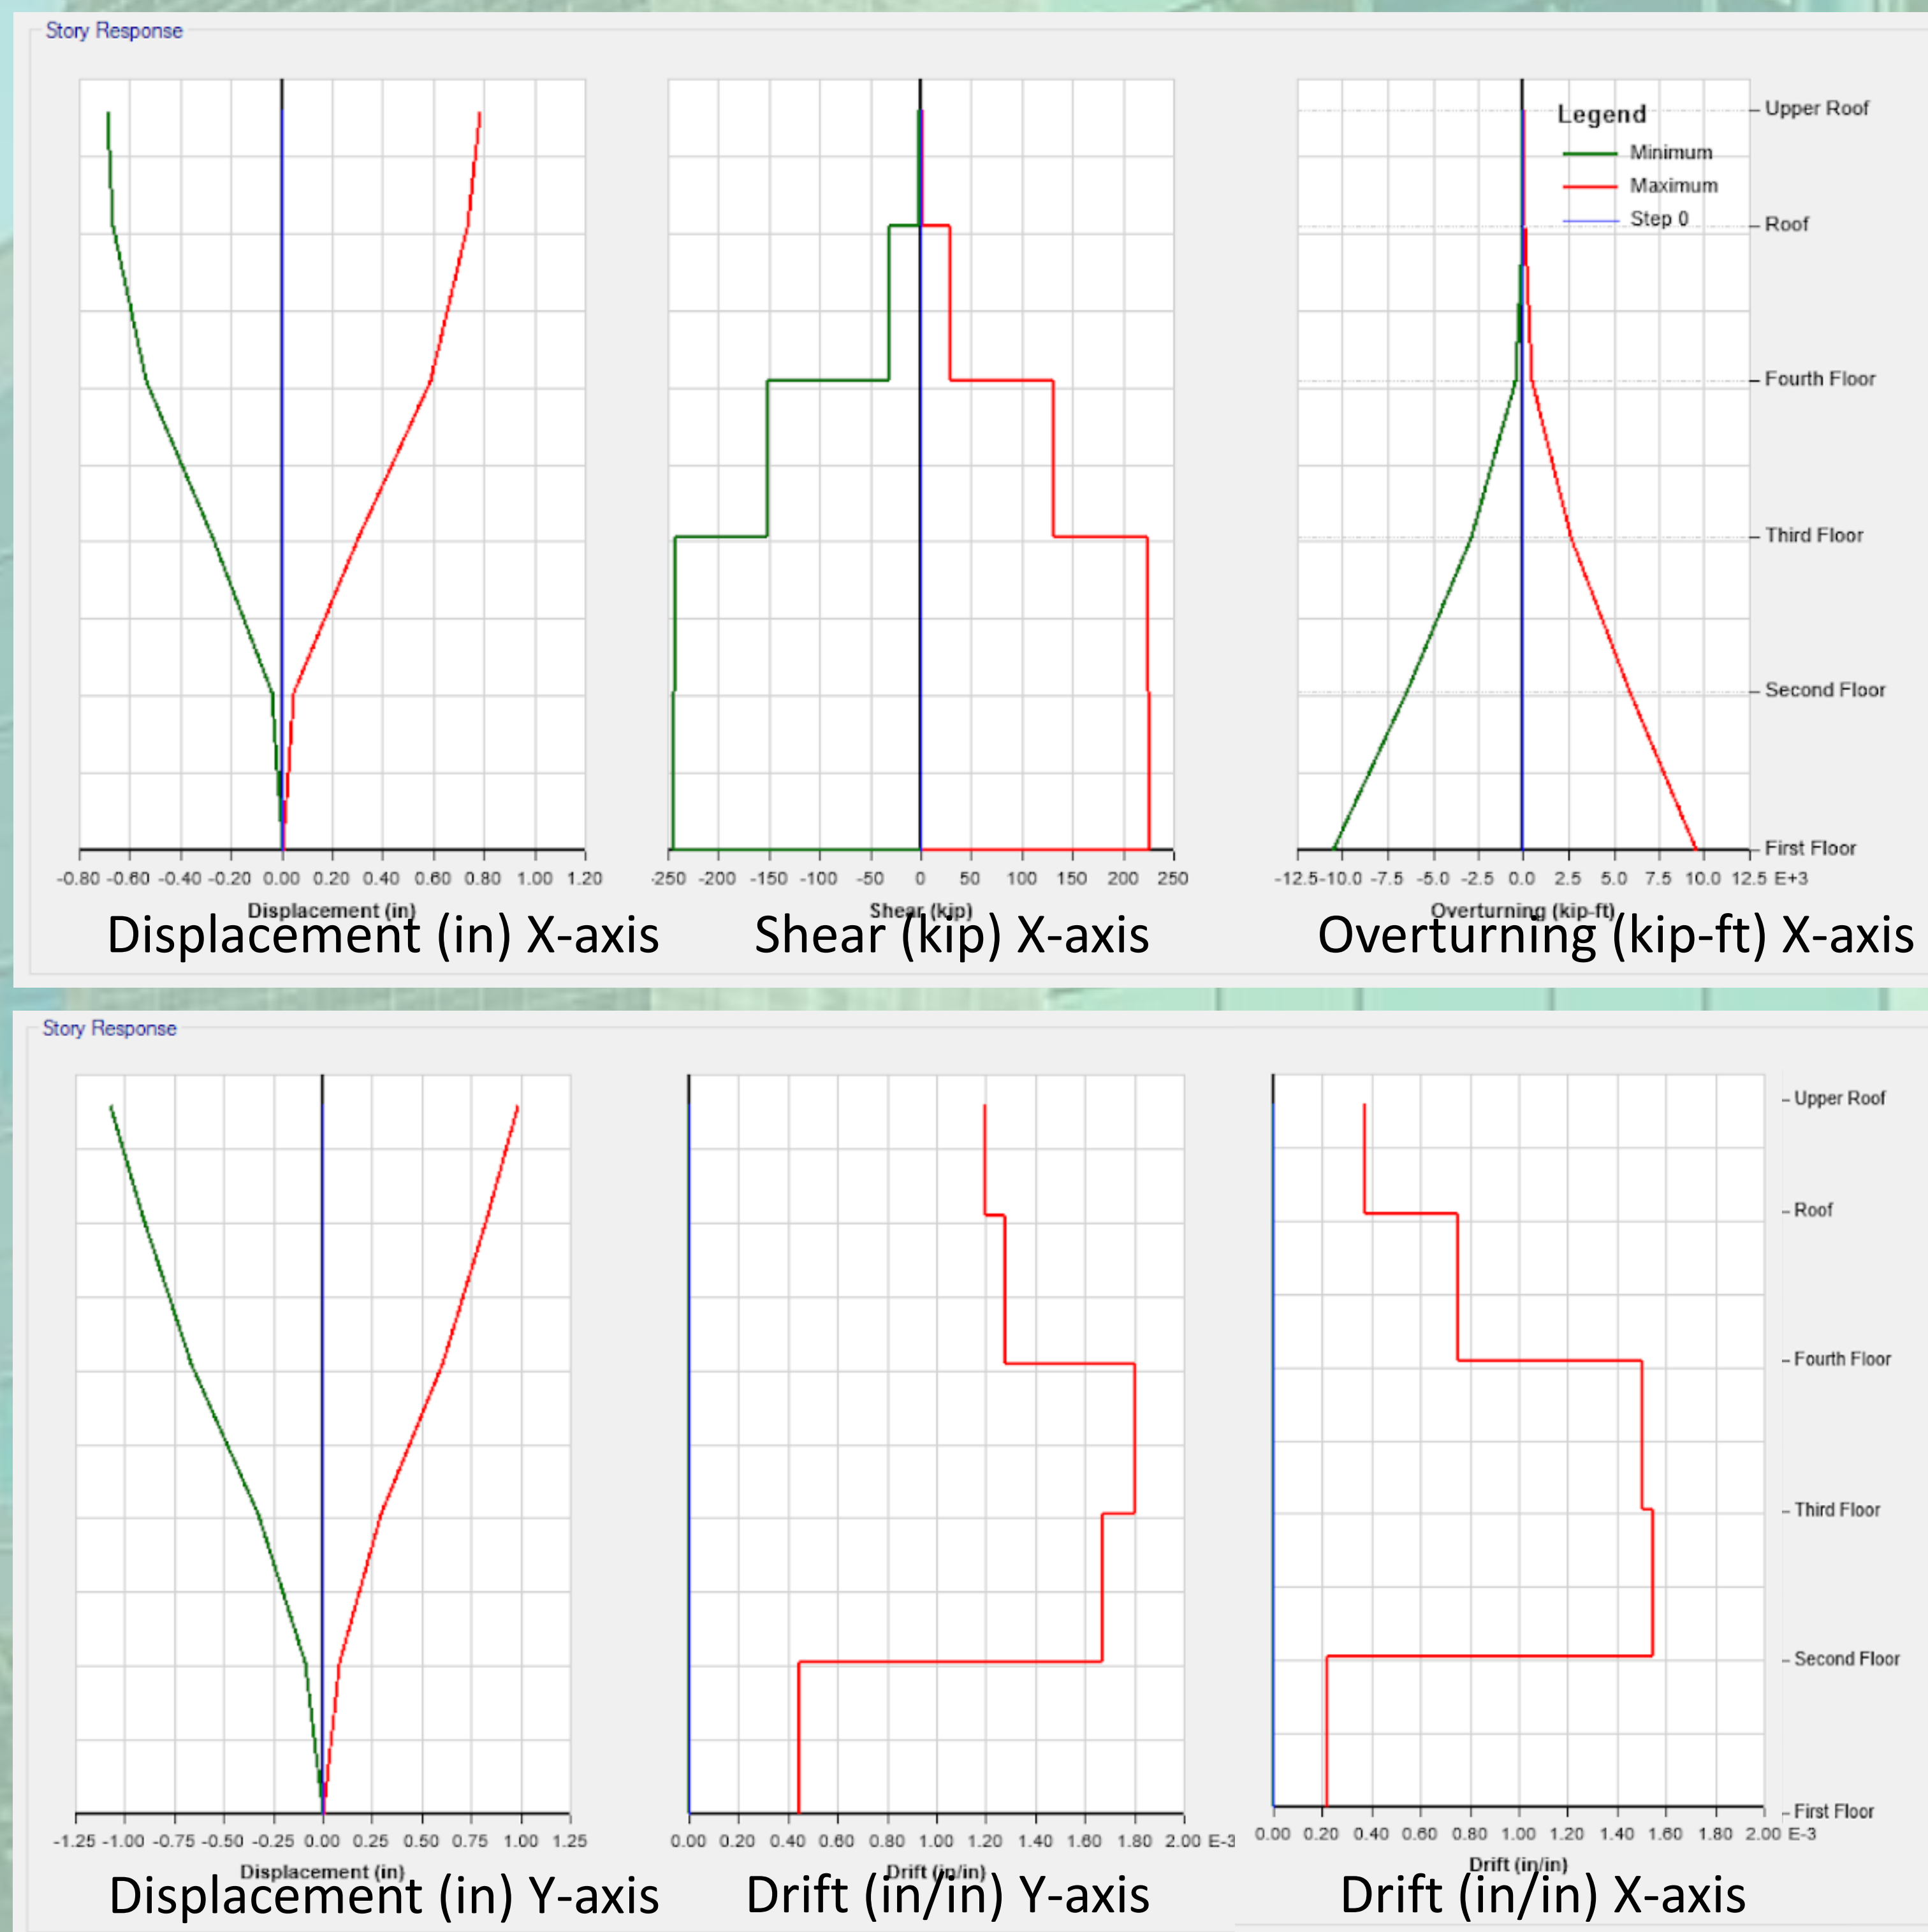 Story Response
Legend
Minimum
Maximum
Step 0
Upper Roof
Roof
Fourth Floor
Third Floor
Second Floor
First Floor
-0.80 -0.60 -0.40 -0.20 0.00 0.20 0.40 0.60 0.80 1.00 1.20
-250 -200 -150 -100 -50 0 50 100 150 200 250
-12.5 -10.0 -7.5 -5.0 -2.5 0.0 2.5 5.0 7.5 10.0 12.5 E+3
Displacement (in) Shear (kip) Overturning (kip-ft)
Displacement (in) X-axis Shear (kip) X-axis Overturning (kip-ft) X-axis
Story Response
Upper Roof
Roof
Fourth Floor
Third Floor
Second Floor
First Floor
-1.25 -1.00 -0.75 -0.50 -0.25 0.00 0.25 0.50 0.75 1.00 1.25
0.00 0.20 0.40 0.60 0.80 1.00 1.20 1.40 1.60 1.80 2.00 E-3
0.00 0.20 0.40 0.60 0.80 1.00 1.20 1.40 1.60 1.80 2.00 E-3
Displacement (in) Drift (in/in) Drift (in/in)
Displacement (in) Y-axis Drift (in/in) Y-axis Drift (in/in) X-axis